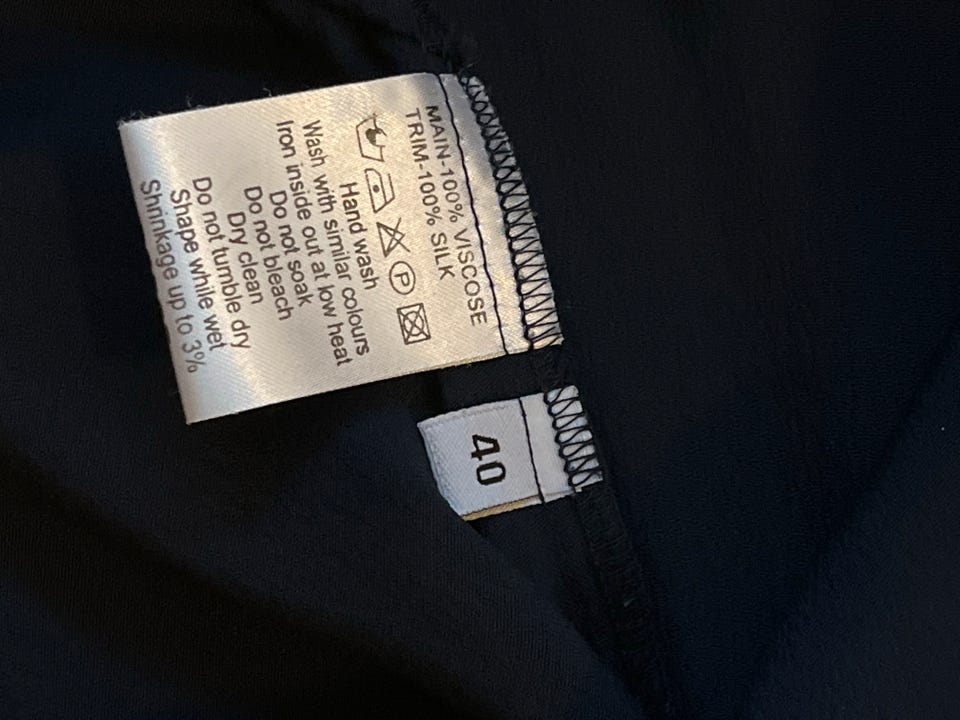 MAIN-100% VISCOSE
TRIM-100% SILK
P
Hand wash
Wash with similar colours
Iron inside out at low heat
Do not soak
Do not bleach
Dry clean
Do not tumble dry
Shape while wet
Shrinkage up to 3%
40